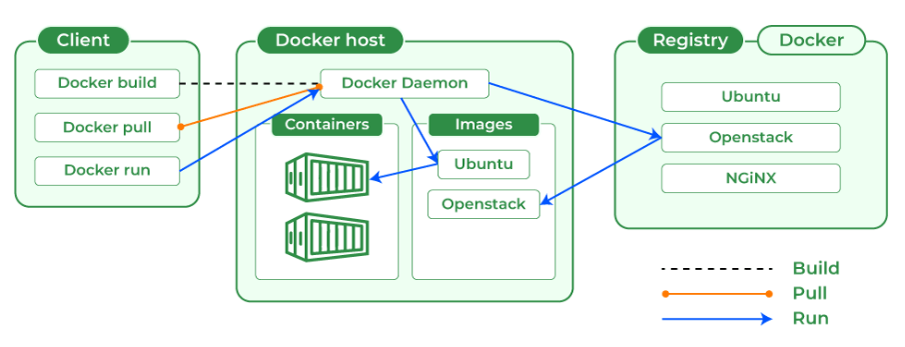 Client
Docker build
Docker pull
Docker run
Docker host
Docker Daemon
Containers
Images
Ubuntu
Openstack
Registry
Docker
Ubuntu
Openstack
NGiNX
Build
Pull
Run